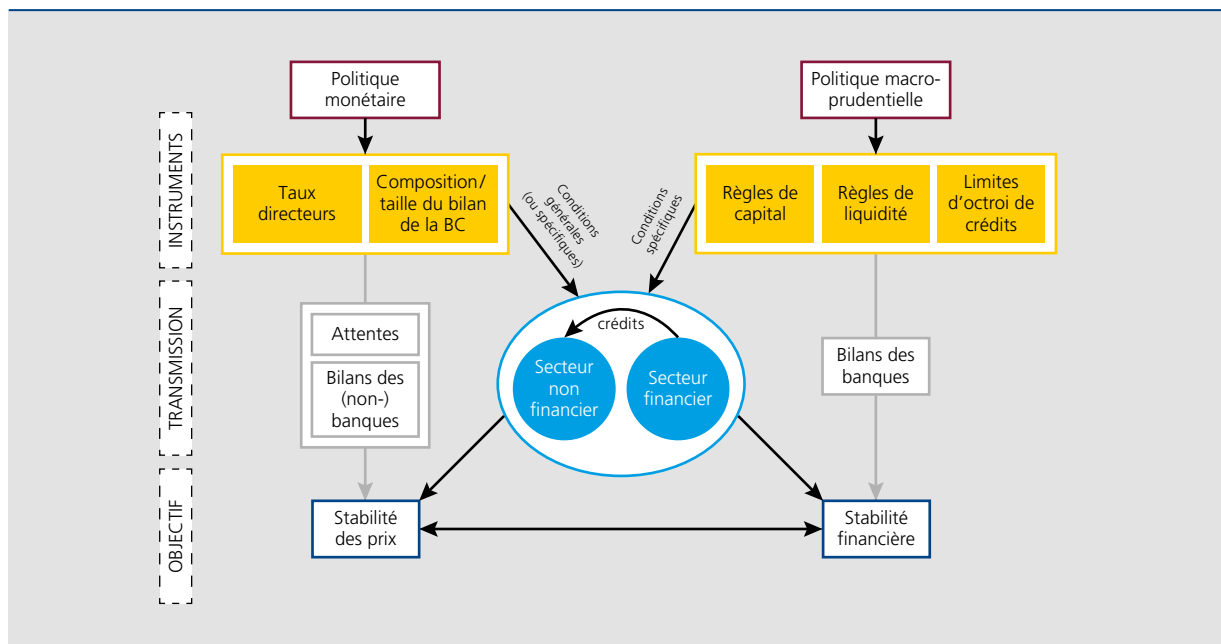 Politique
monétaire
Politique macro-
prudentielle
INSTRUMENTS
Taux
directeurs
Composition/
taille du bilan
de la BC
Conditions
générales
(ou spécifiques)
Conditions
spécifiques
Règles de
capital
Règles de
liquidité
Limites
d'octroi de
crédits
TRANSMISSION
Attentes
Bilans des
(non-)
banques
crédits
Secteur
non
financier
Secteur
financier
Bilans des
banques
OBJECTIF
Stabilité
des prix
Stabilité
financière